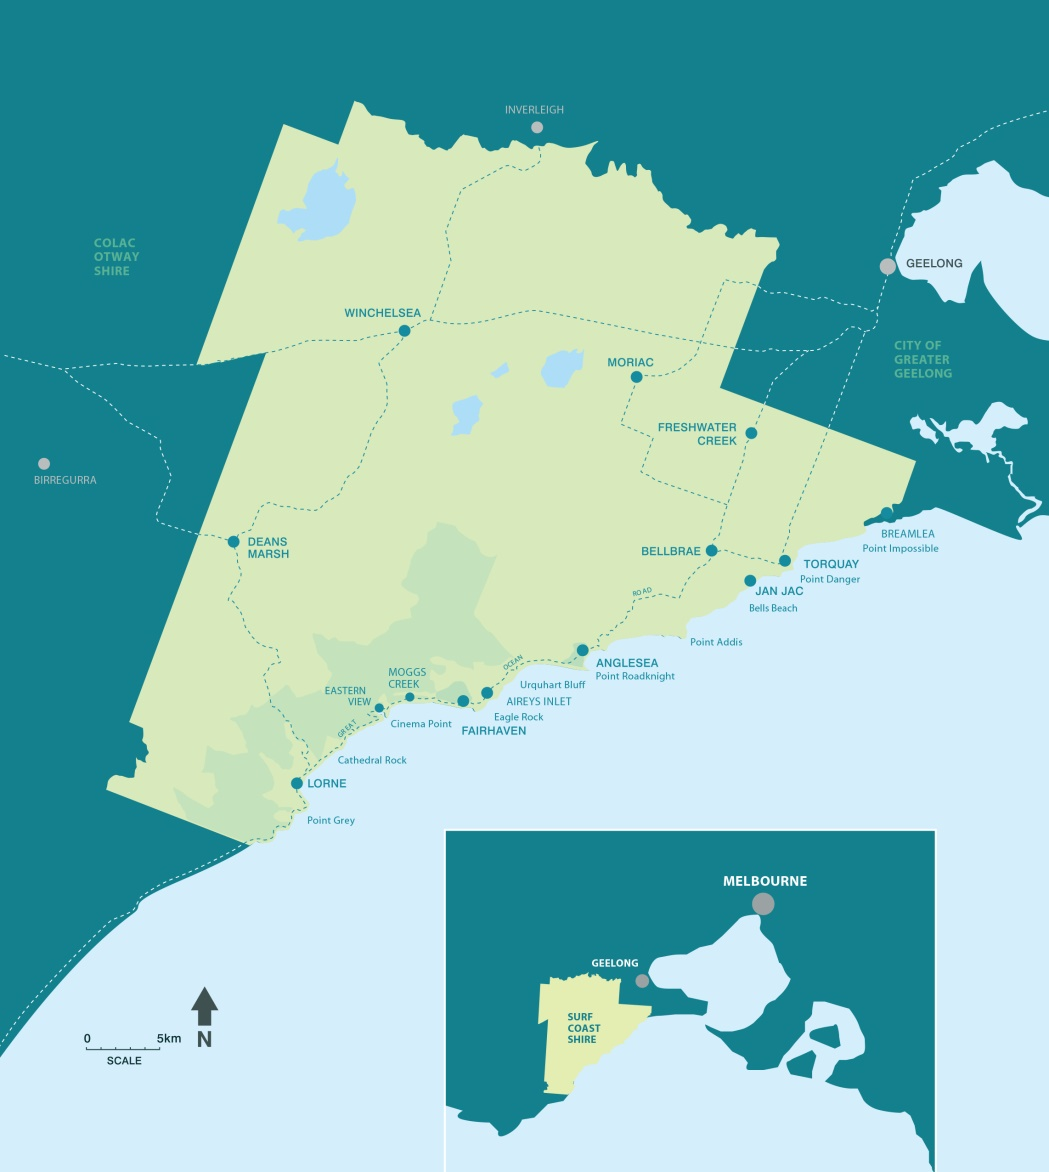 INVERLEIGH
COLAC
OTWAY
SHIRE
GEELONG
WINCHELSEA
CITY OF
GREATER
GEELONG
MORIAC
FRESHWATER
CREEK
BIRREGURRA
BREAMLEA
Point Impossible
DEANS
MARSH
BELLBRAE
TORQUAY
Point Danger
JAN JAC
Bells Beach
ROAD
Point Addis
ANGLESEA
Point Roadknight
OCEAN
Urquhart Bluff
MOGGS
CREEK
EASTERN
VIEW
AIREYS INLET
Eagle Rock
Cinema Point
FAIRHAVEN
GREAT
Cathedral Rock
LORNE
Point Grey
MELBOURNE
GEELONG
SURF
COAST
SHIRE
0 5km
SCALE
N